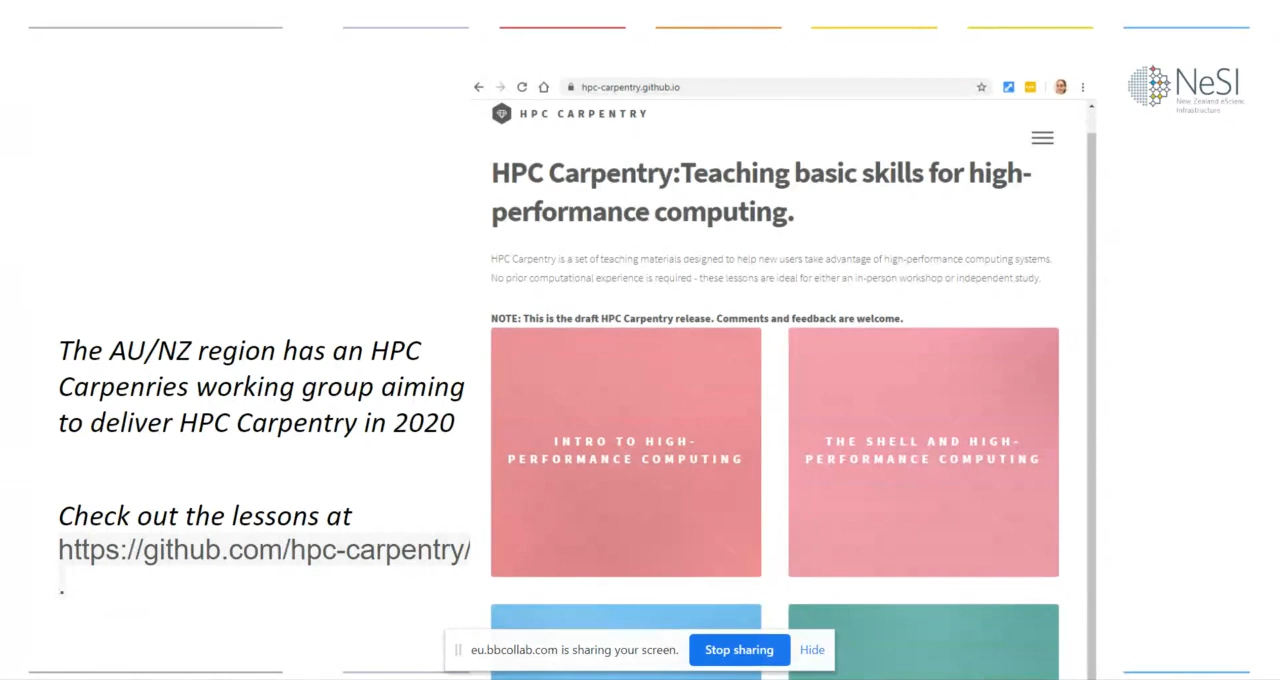 The AU/NZ region has an HPC
Carpenries working group aiming
to deliver HPC Carpentry in 2020
Check out the lessons at
https://github.com/hpc-carpentry/
.
hpc-carpentry.github.io
HPC CARPENTRY
HPC Carpentry:Teaching basic skills for high-
performance computing.
HPC Carpentry is a set of teaching materials designed to help new users take advantage of high-performance computing systems.
No prior computational experience is required - these lessons are ideal for either an in-person workshop or independent study.
NOTE: This is the draft HPC Carpentry release. Comments and feedback are welcome.
INTRO TO HIGH-
PERFORMANCE COMPUTING
THE SHELL AND HIGH-
PERFORMANCE COMPUTING
eu.bbcollab.com is sharing your screen.
Stop sharing
Hide
NeSI
New Zealand eScience
Infrastructure